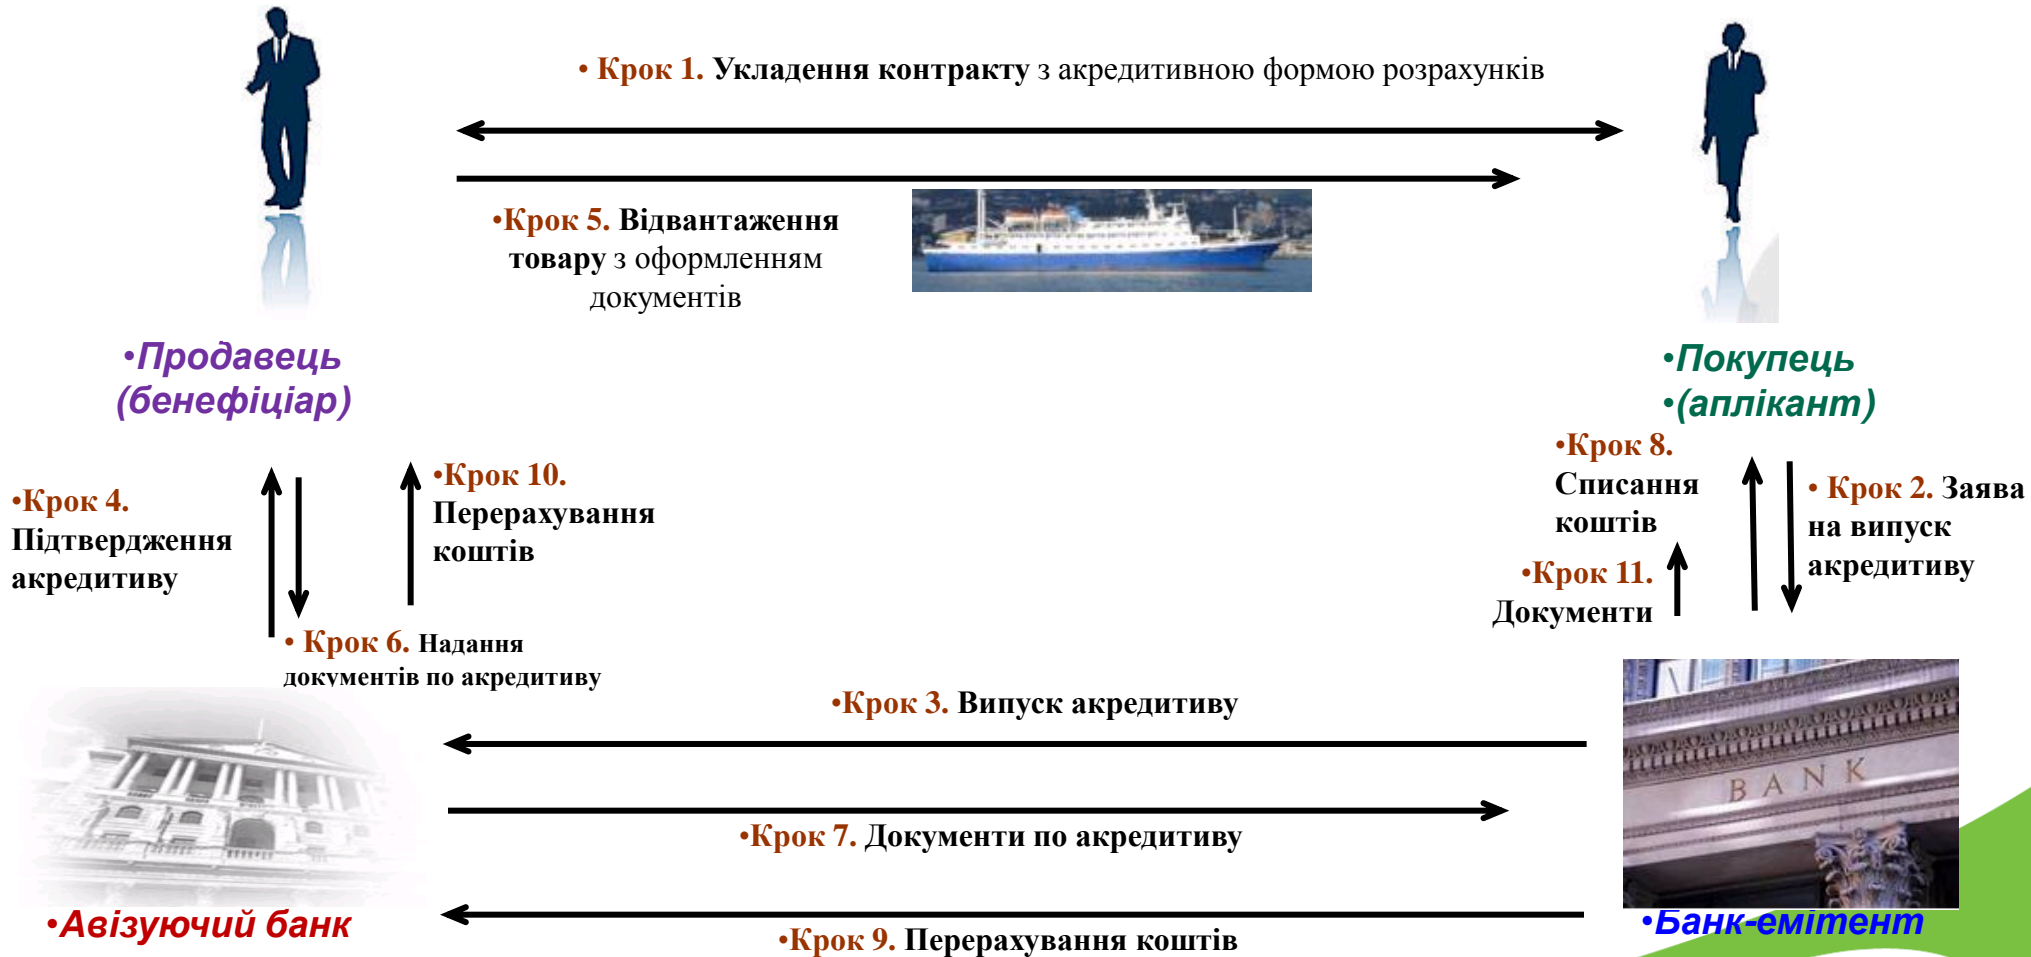 • Крок 1. Укладення контракту з акредитивною формою розрахунків
•Крок 5. Відвантаження
товару з оформленням
документів
•Продавець
(бенефіціар)
•Покупець
•(аплікант)
•Крок 4.
Підтвердження
акредитиву
•Крок 10.
Перерахування
коштів
•Крок 8.
Списання
коштів
• Крок 2. Заява
на випуск
акредитиву
•Крок 11.
Документи
• Крок 6. Надання
документів по акредитиву
•Крок 3. Випуск акредитиву
BANK
•Крок 7. Документи по акредитиву
•Авізуючий банк
•Банк-емітент
•Крок 9. Перерахування коштів